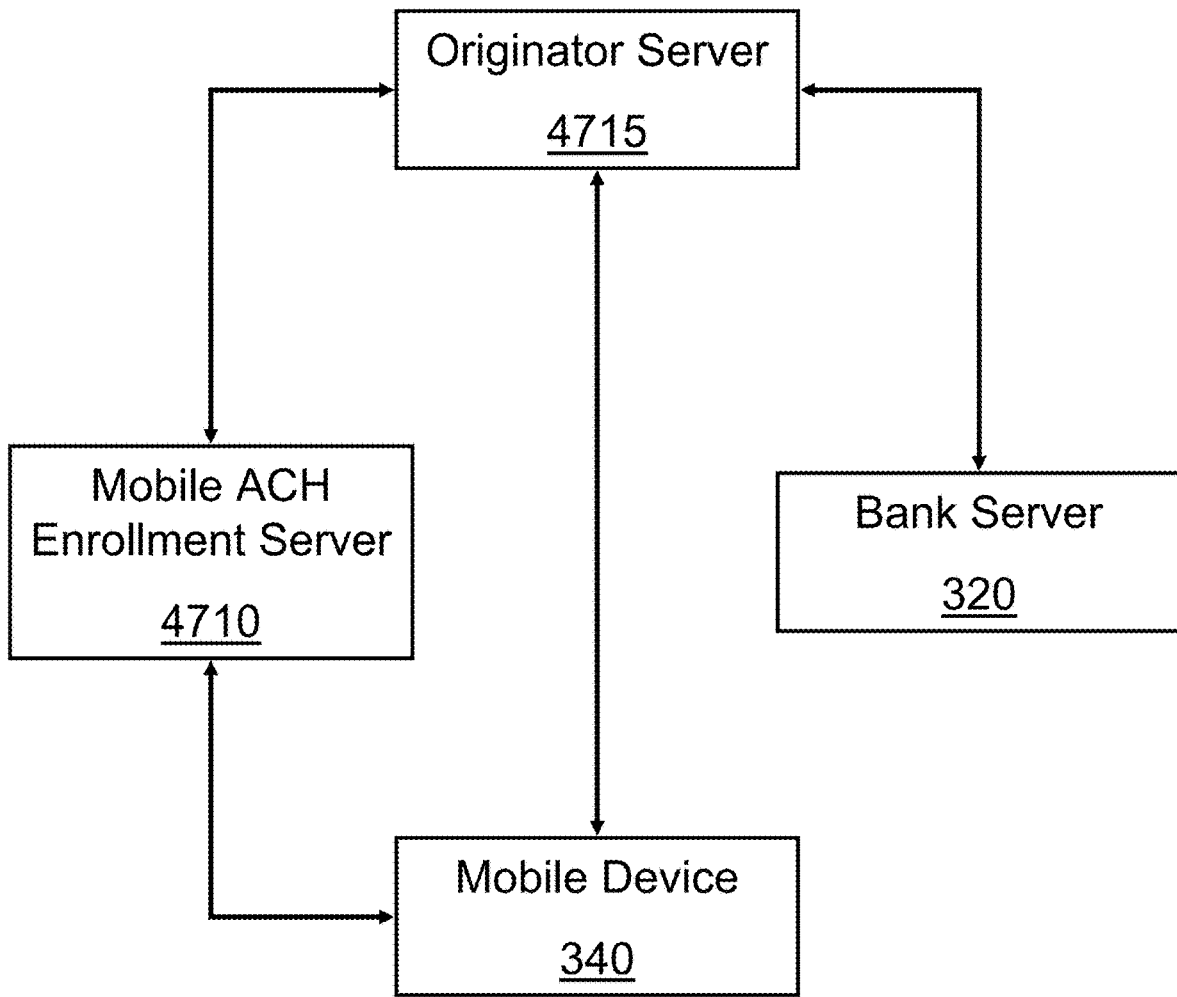 Originator Server
4715
Mobile ACH
Enrollment Server
4710
Bank Server
320
Mobile Device
340